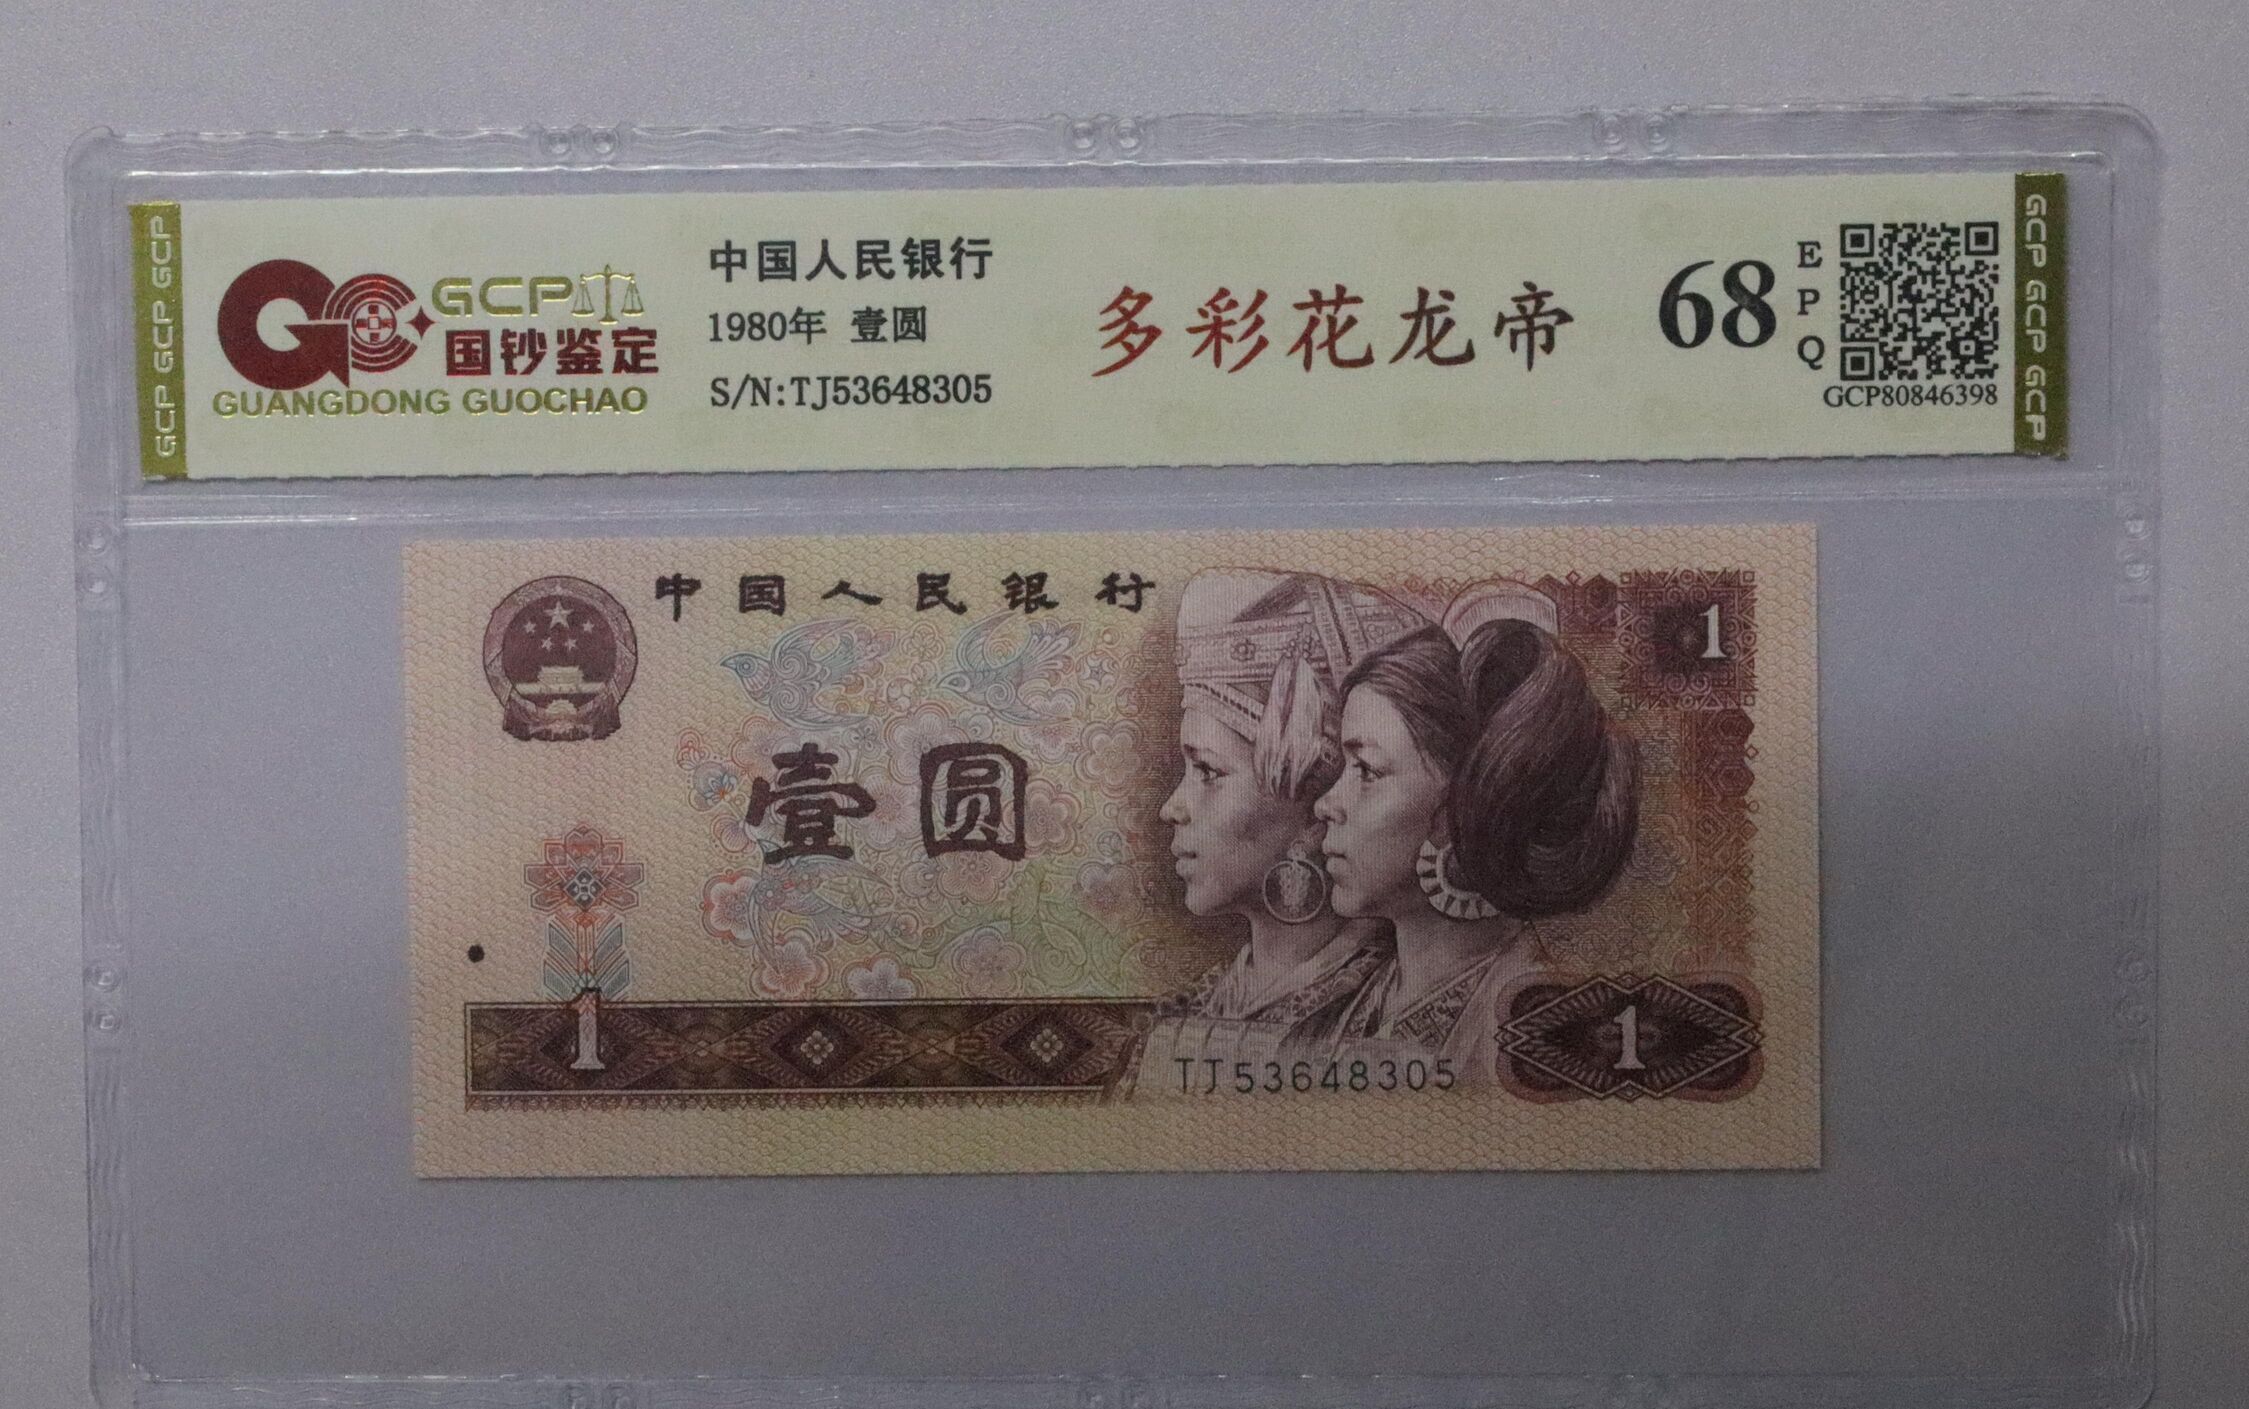 GCP GCP GCP
GCP
国钞鉴定
GUANGDONG GUOCHAO
中国人民银行
1980年 壹圆
S/N:TJ53648305
多彩花龙帝
68
EPQ
GCP80846398
GCP GCP GCP
中国人民银行
1
壹圆
1
1
TJ53648305